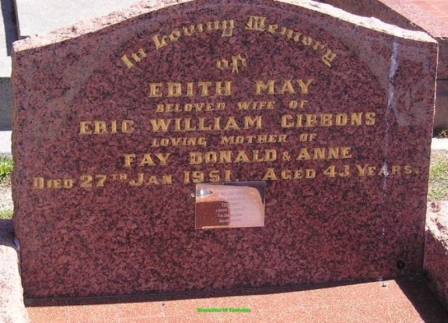 In Loving Memory
of
EDITH MAY
BELOVED WIFE OF
ERIC WILLIAM GIBBONS
LOVING MOTHER OF
FAY DONALD & ANNE
DIED 27TH JAN 1951. AGED 43 YEARS.